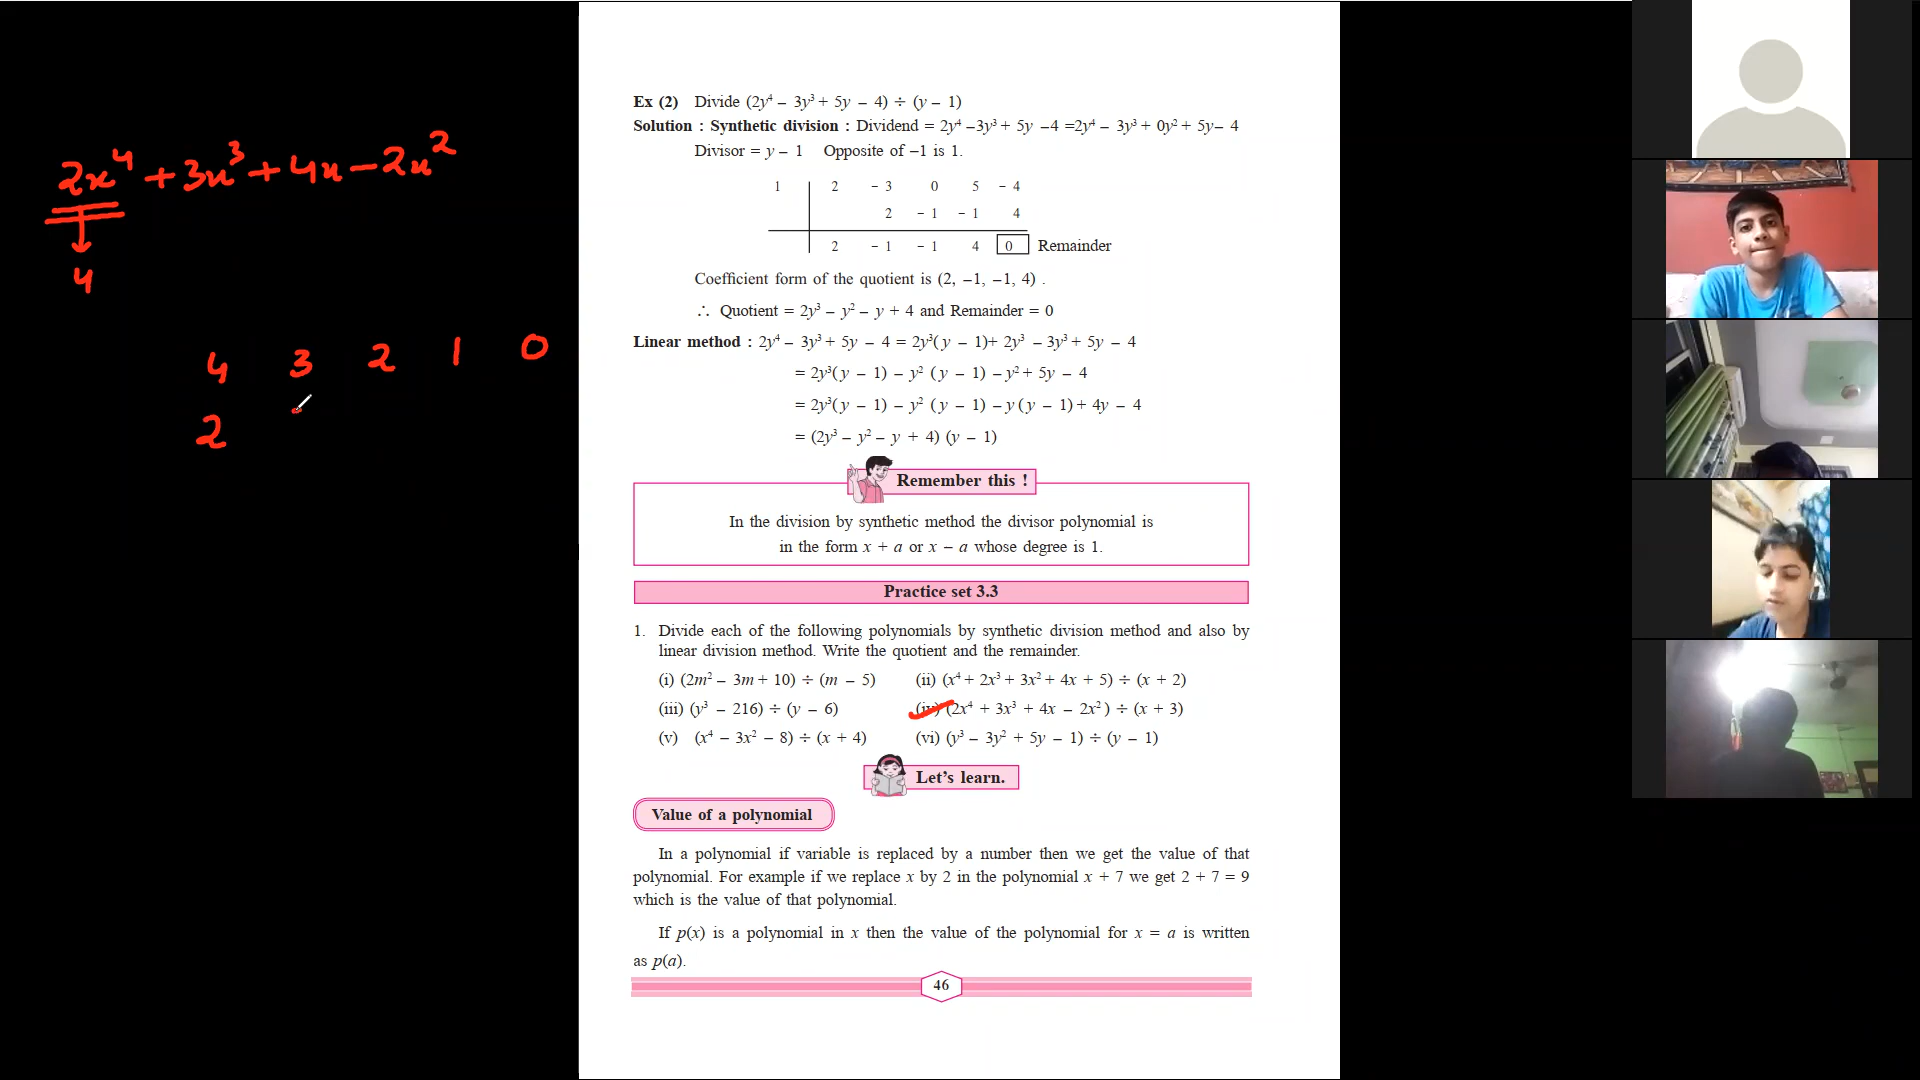 2x⁴ + 3x³ + 4x − 2x²
4
4 3 2 1 0
2
Ex (2) Divide (2y⁴ – 3y³ + 5y – 4) ÷ (y – 1)
Solution : Synthetic division : Dividend = 2y⁴ –3y³ + 5y –4 =2y⁴ – 3y³ + 0y² + 5y– 4
Divisor = y – 1 Opposite of –1 is 1.
1 2 – 3 0 5 – 4
2 – 1 – 1 4
2 – 1 – 1 4 0 Remainder
Coefficient form of the quotient is (2, –1, –1, 4) .
∴ Quotient = 2y³ – y² – y + 4 and Remainder = 0
Linear method : 2y⁴ – 3y³ + 5y – 4 = 2y³(y – 1)+ 2y³ – 3y³ + 5y – 4
= 2y³(y – 1) – y² (y – 1) –y² + 5y – 4
= 2y³(y – 1) – y² (y – 1) –y (y – 1)+ 4y – 4
= (2y³ – y² – y + 4) (y – 1)
Remember this !
In the division by synthetic method the divisor polynomial is
in the form x + a or x – a whose degree is 1.
Practice set 3.3
1. Divide each of the following polynomials by synthetic division method and also by
linear division method. Write the quotient and the remainder.
(i) (2m² – 3m + 10) ÷ (m – 5) (ii) (x⁴ + 2x³ + 3x² + 4x + 5) ÷ (x + 2)
(iii) (y³ – 216) ÷ (y – 6) (iv) (2x⁴ + 3x³ + 4x – 2x² ) ÷ (x + 3)
(v) (x⁴ – 3x² – 8) ÷ (x + 4) (vi) (y³ – 3y² + 5y – 1) ÷ (y – 1)
Let’s learn.
Value of a polynomial
In a polynomial if variable is replaced by a number then we get the value of that
polynomial. For example if we replace x by 2 in the polynomial x + 7 we get 2 + 7 = 9
which is the value of that polynomial.
If p(x) is a polynomial in x then the value of the polynomial for x = a is written
as p(a).
46